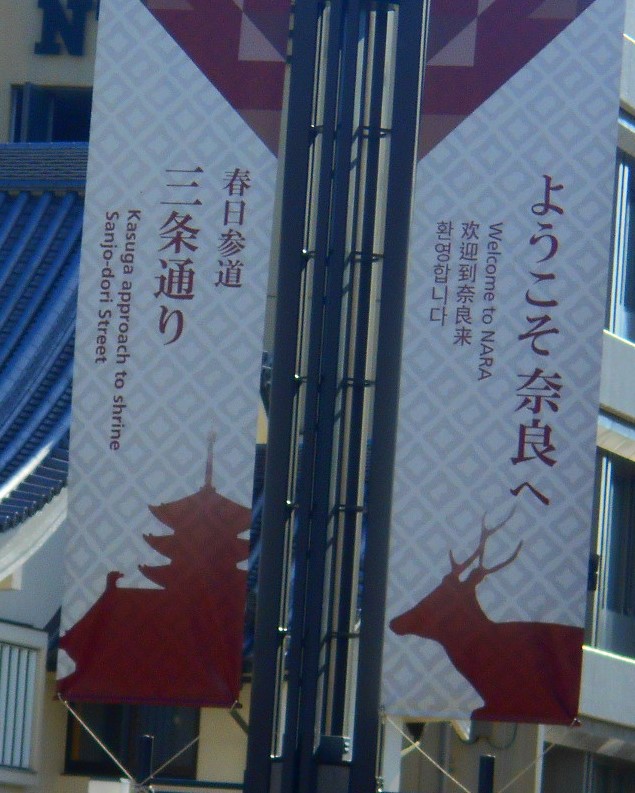 春日参道
三条通り
Kasuga approach to shrine
Sanjo-dori Street
ようこそ奈良へ
Welcome to NARA
欢迎到奈良来
환영합니다